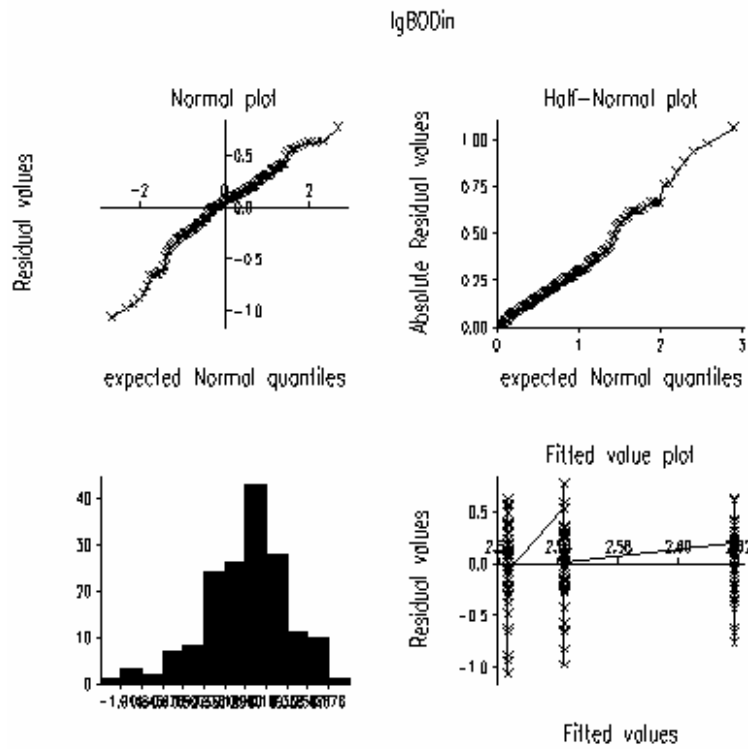 lgBODin
Normal plot
Half-Normal plot
Residual values
0.5
-2
0
2
0.0
-0.5
-1.0
expected Normal quantiles
Absolute Residual values
1.00
0.75
0.50
0.25
0.00
0
1
2
3
expected Normal quantiles
40
30
20
10
0
Fitted value plot
Residual values
0.5
0.0
-0.5
-1.0
2.58
2.60
Fitted values